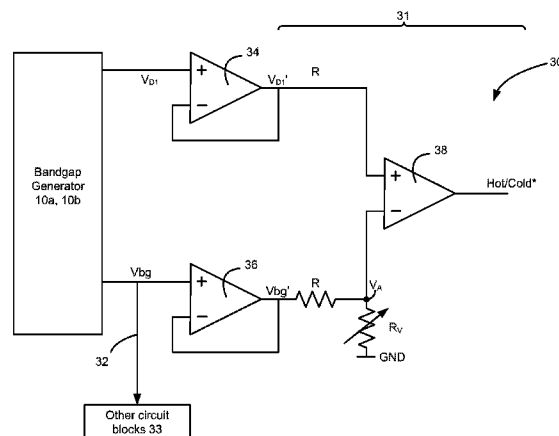 31
34
30
V_D1
+
−
V_D1'
R
Bandgap
Generator
10a, 10b
38
+
−
Hot/Cold*
Vbg
36
+
−
Vbg'
R
V_A
R_V
32
GND
Other circuit
blocks 33